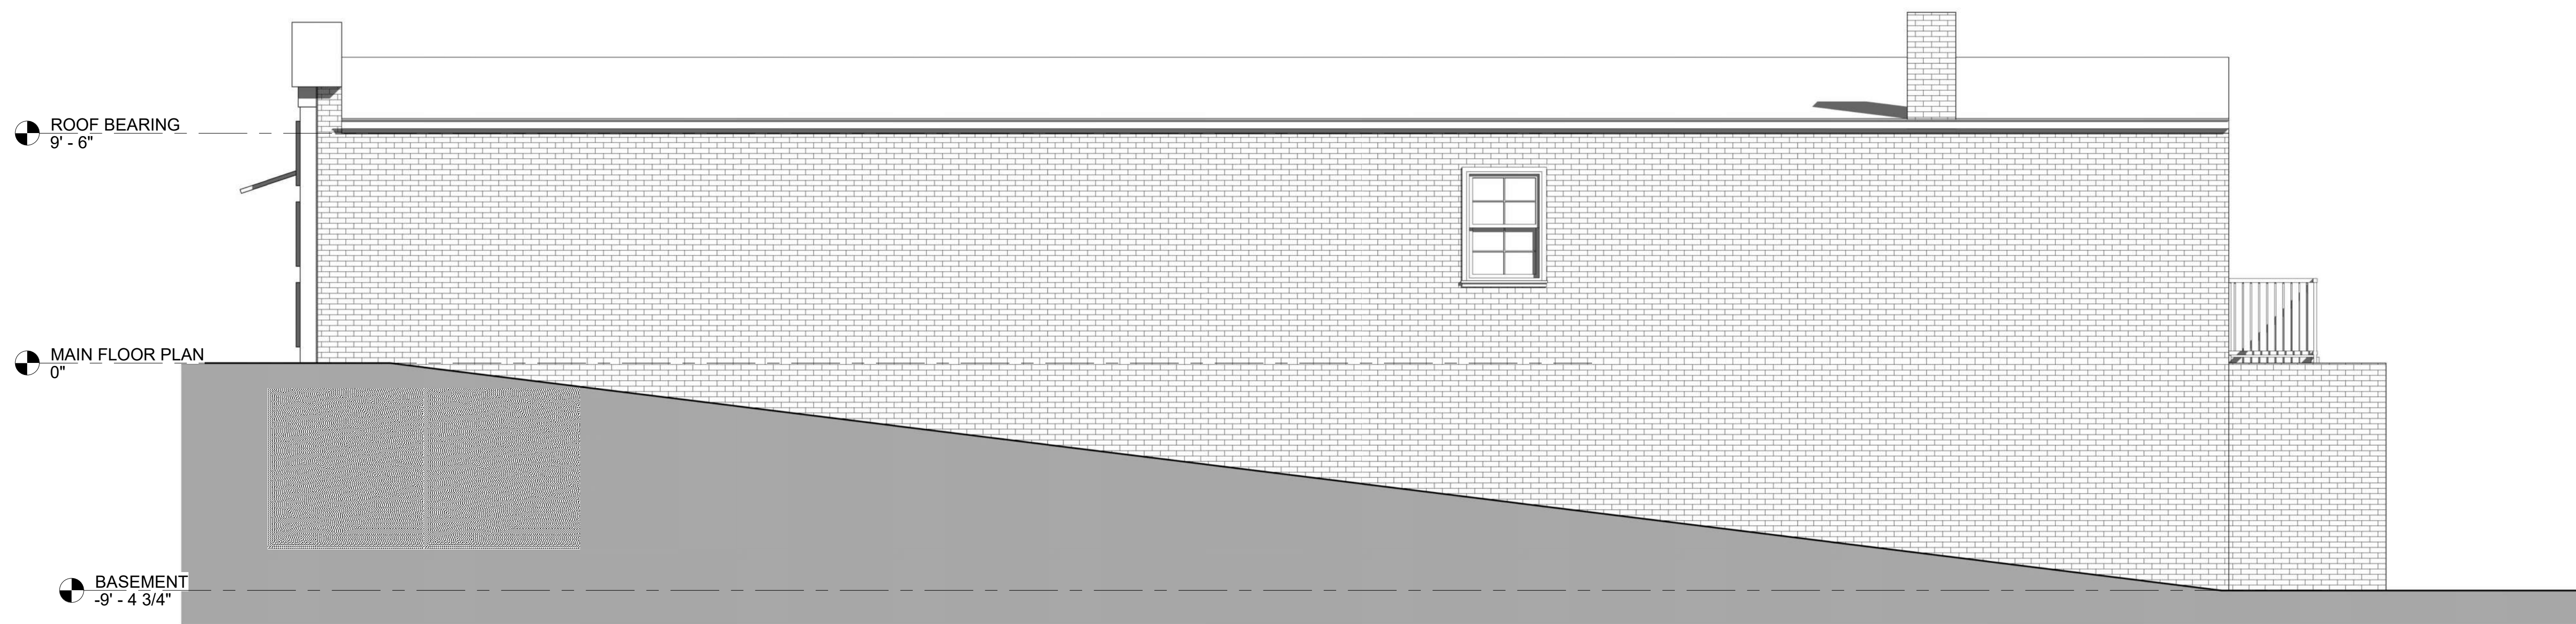 ROOF BEARING
9' - 6"
MAIN FLOOR PLAN
0"
BASEMENT
-9' - 4 3/4"